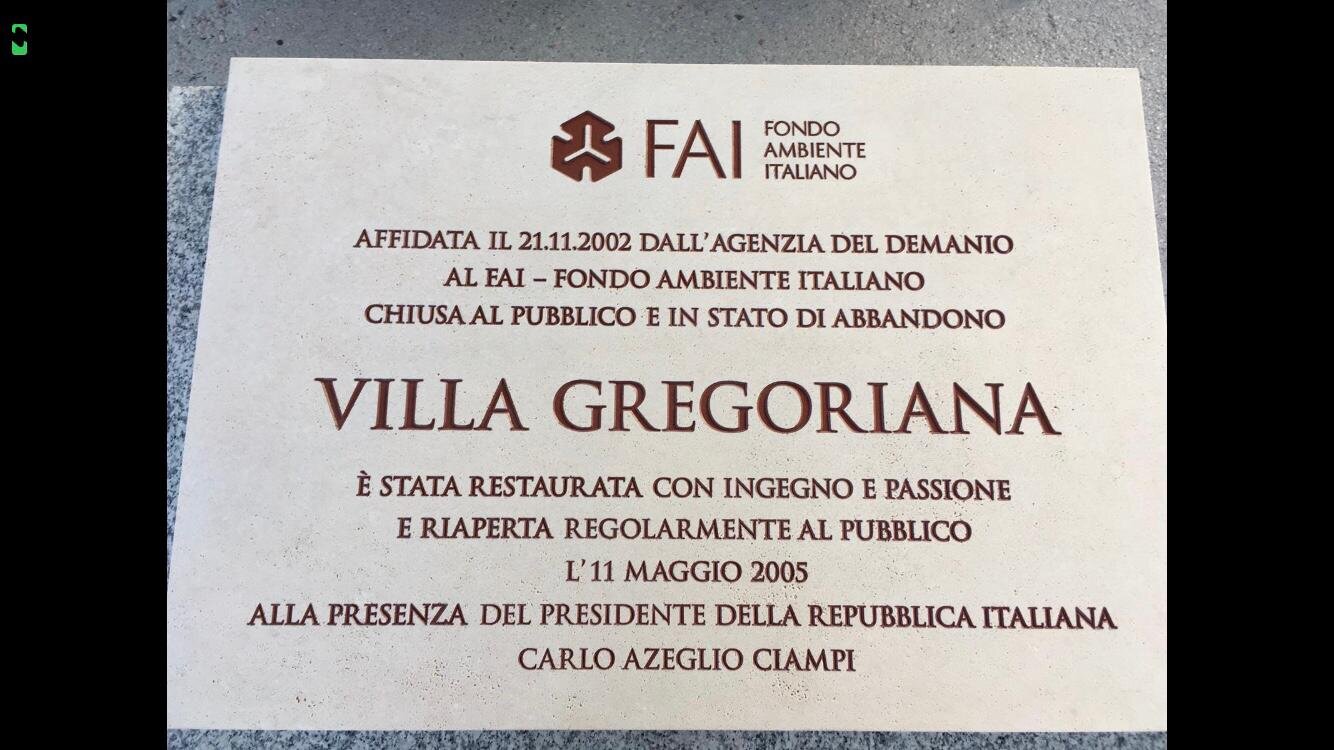 FAI
FONDO
AMBIENTE
ITALIANO
AFFIDATA IL 21.11.2002 DALL'AGENZIA DEL DEMANIO
AL FAI – FONDO AMBIENTE ITALIANO
CHIUSA AL PUBBLICO E IN STATO DI ABBANDONO
VILLA GREGORIANA
È STATA RESTAURATA CON INGEGNO E PASSIONE
E RIAPERTA REGOLARMENTE AL PUBBLICO
L'11 MAGGIO 2005
ALLA PRESENZA DEL PRESIDENTE DELLA REPUBBLICA ITALIANA
CARLO AZEGLIO CIAMPI